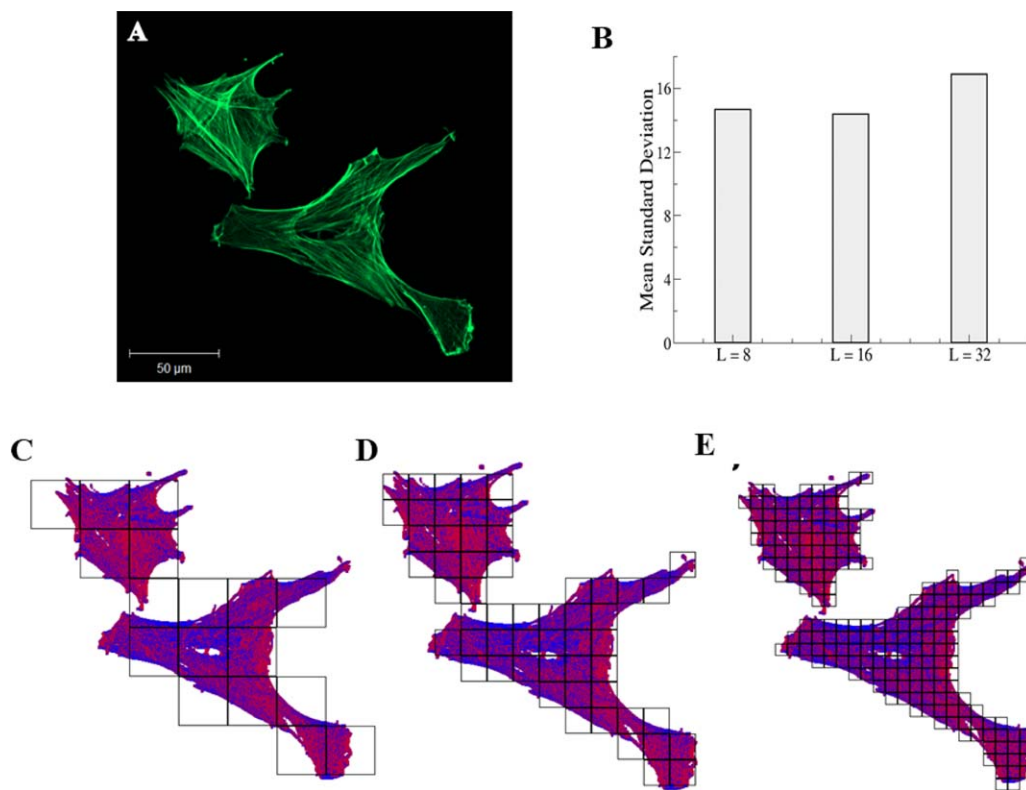 A
50 µm
B
Mean Standard Deviation
16
12
8
4
0
L = 8
L = 16
L = 32
C
D
E